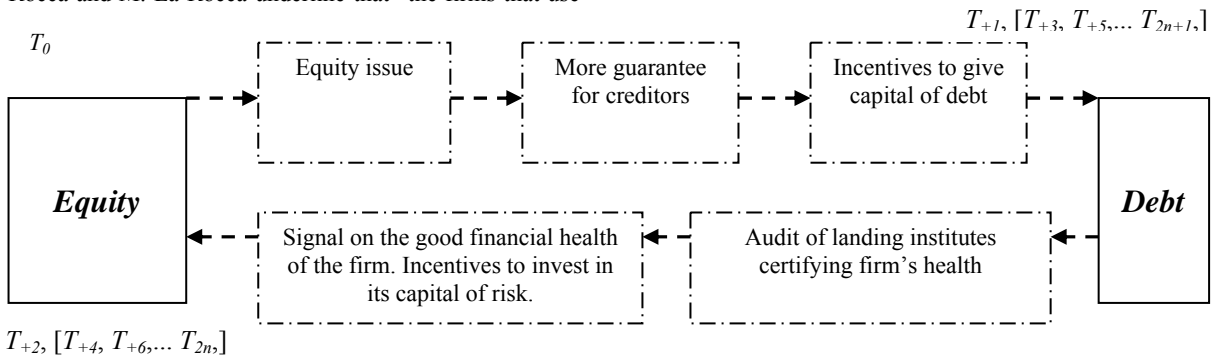 Rocca and M. La Rocca underline that "the firms that use
T+1, [T+3, T+5,... T2n+1,]
T0
Equity issue
More guarantee
for creditors
Incentives to give
capital of debt
Equity
Debt
Signal on the good financial health
of the firm. Incentives to invest in
its capital of risk.
Audit of landing institutes
certifying firm's health
T+2, [T+4, T+6,... T2n,]